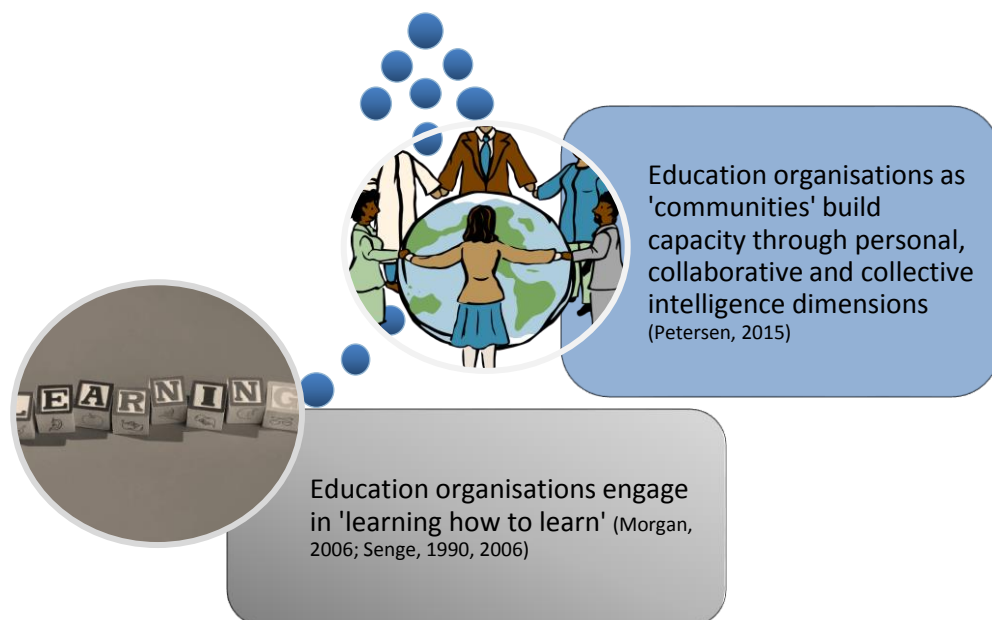 Education organisations as
'communities' build
capacity through personal,
collaborative and collective
intelligence dimensions
(Petersen, 2015)
LEARNING
Education organisations engage
in 'learning how to learn' (Morgan,
2006; Senge, 1990, 2006)